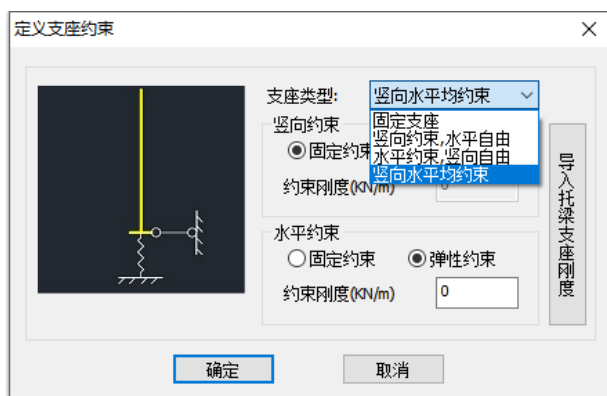 定义支座约束
支座类型: 竖向水平均约束
固定支座
竖向约束,水平自由
水平约束,竖向自由
竖向水平均约束
竖向约束
固定约束
约束刚度(KN/m) 0
水平约束
固定约束 弹性约束
约束刚度(KN/m) 0
导入托梁支座刚度
确定 取消